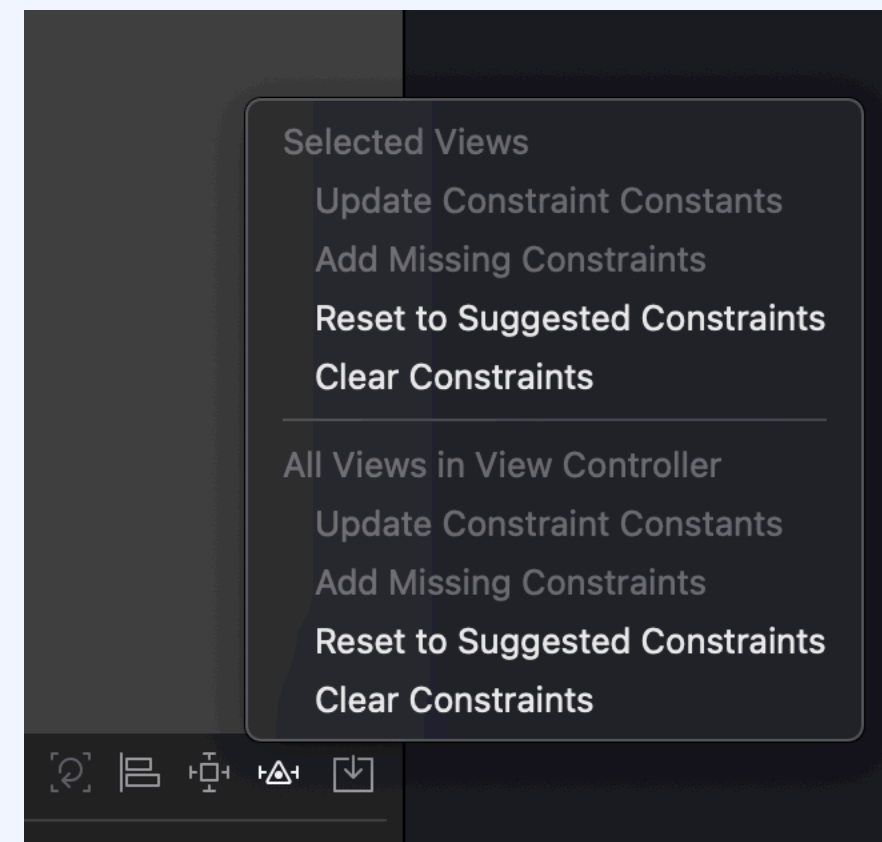 Selected Views
Update Constraint Constants
Add Missing Constraints
Reset to Suggested Constraints
Clear Constraints
All Views in View Controller
Update Constraint Constants
Add Missing Constraints
Reset to Suggested Constraints
Clear Constraints